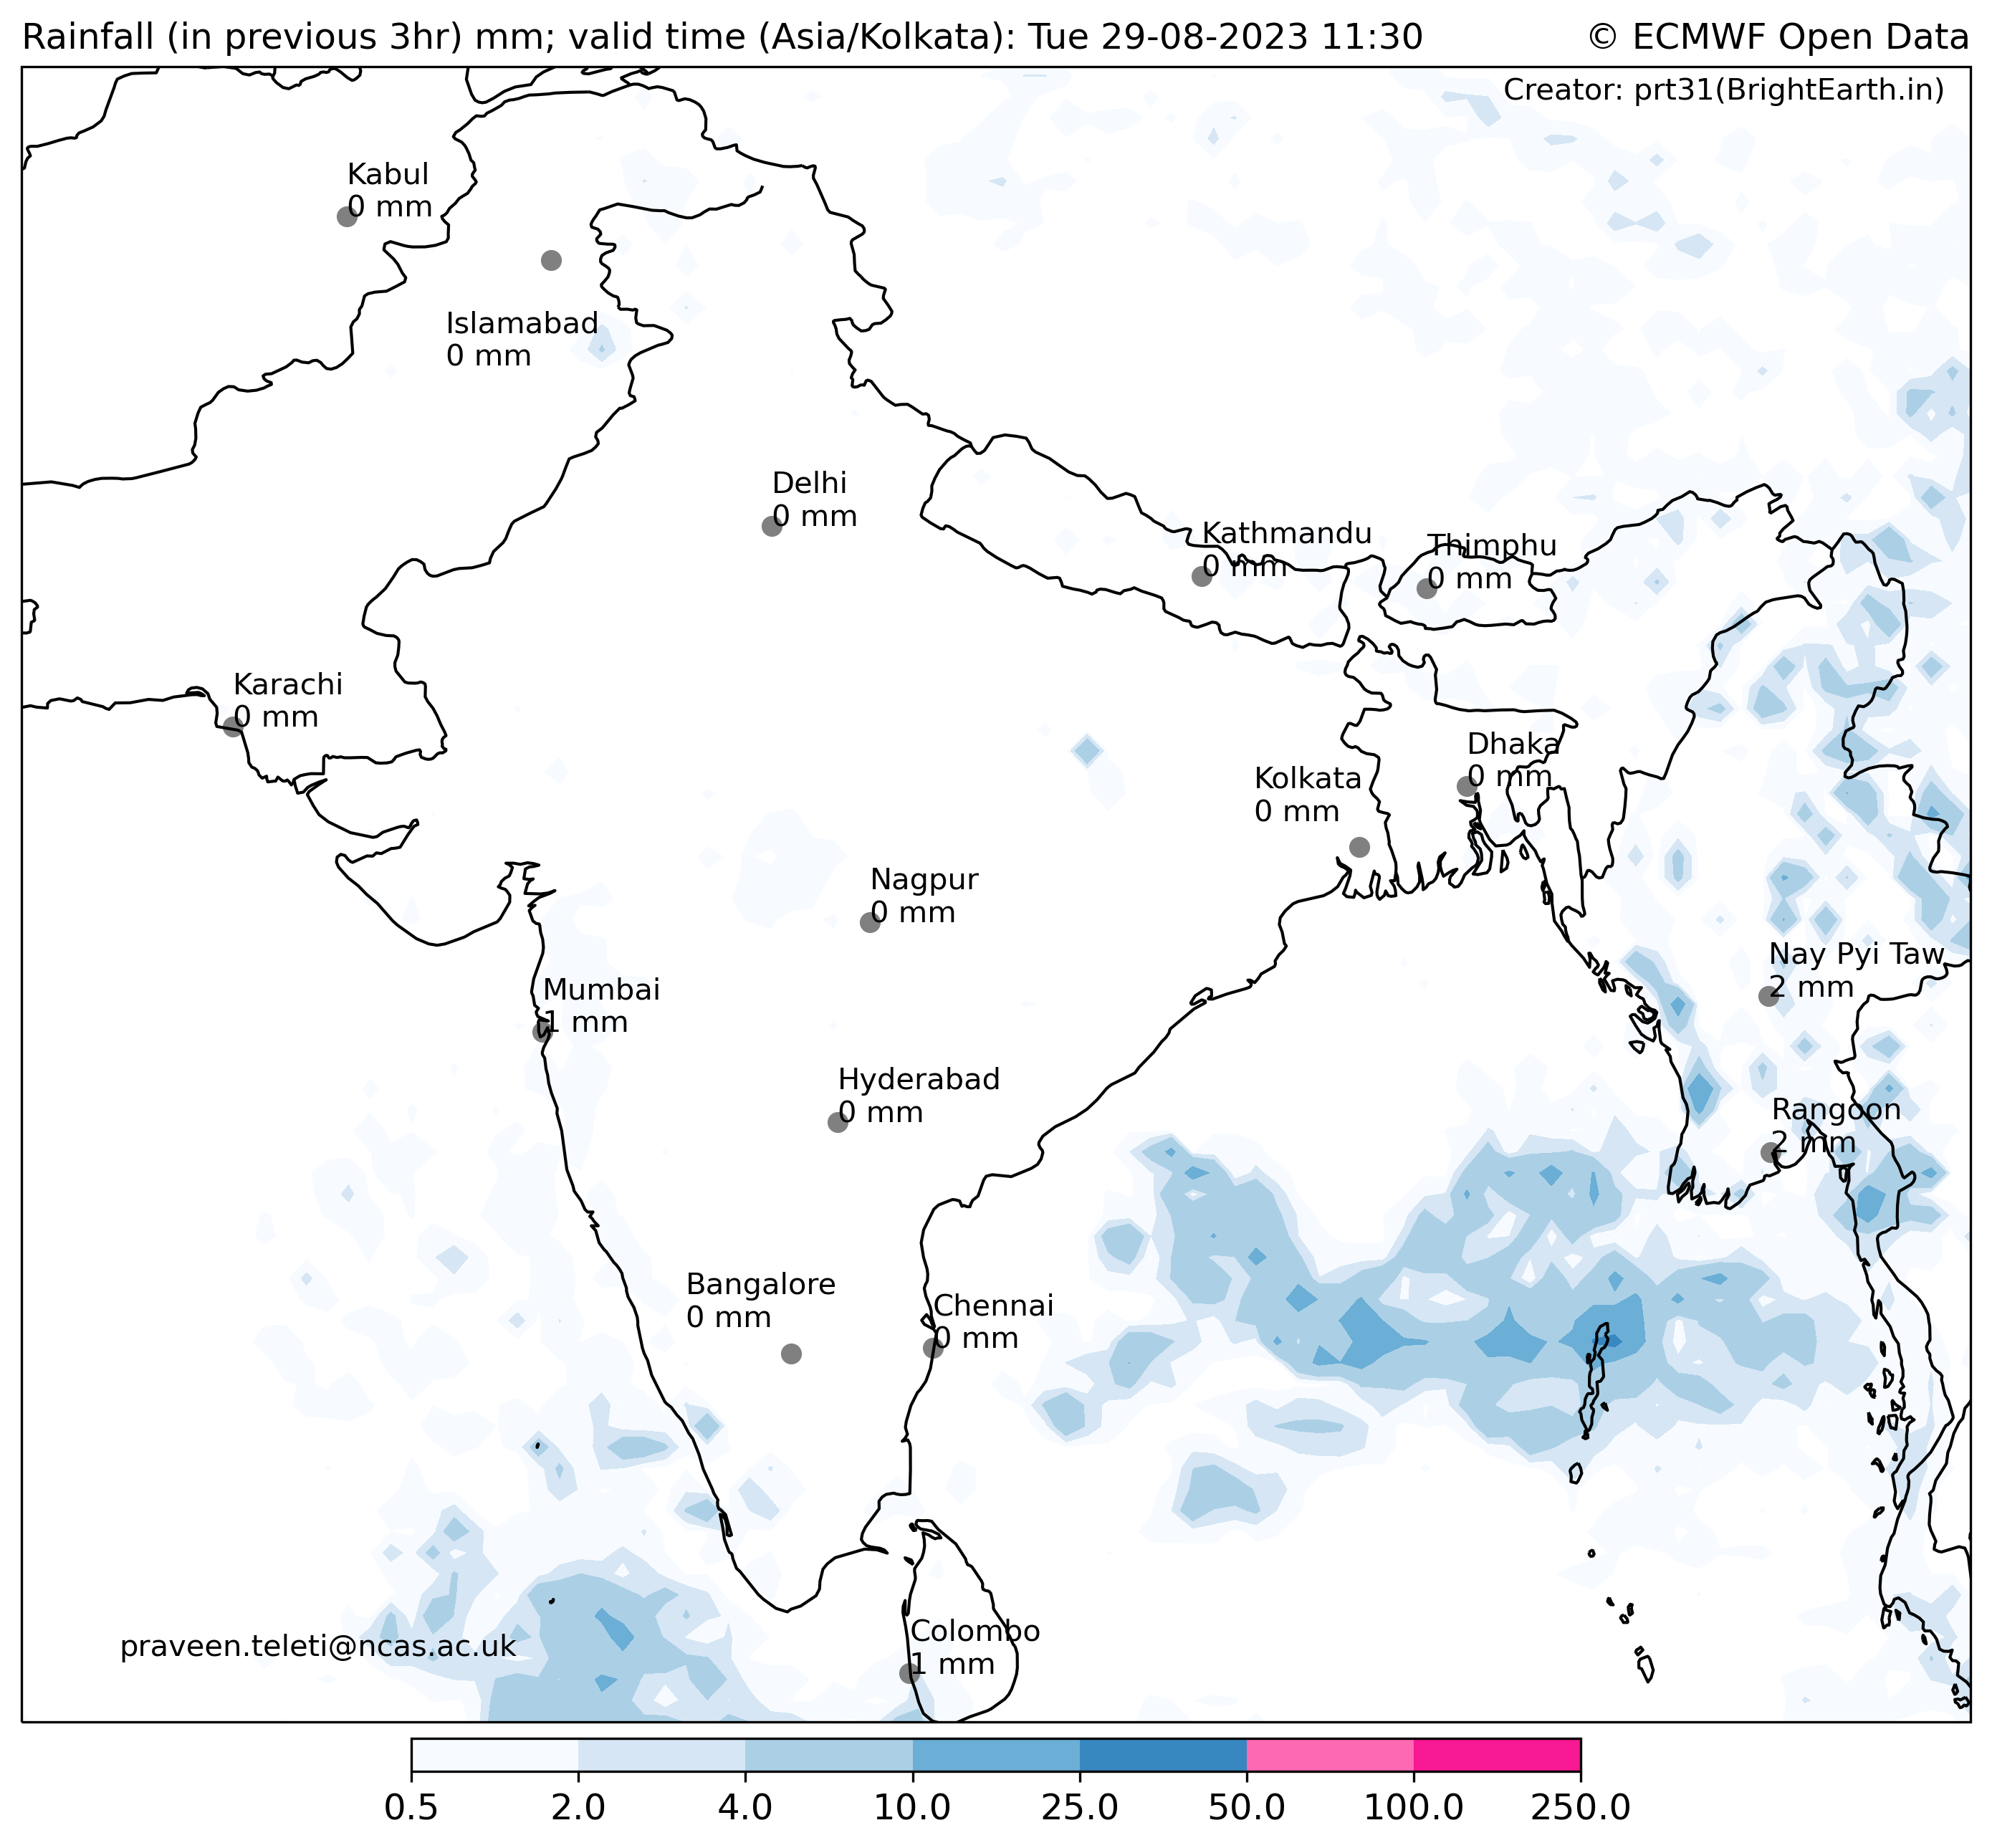 Rainfall (in previous 3hr) mm; valid time (Asia/Kolkata): Tue 29-08-2023 11:30
© ECMWF Open Data
Creator: prt31(BrightEarth.in)
Kabul
0 mm
Islamabad
0 mm
Delhi
0 mm
Kathmandu
0 mm
Thimphu
0 mm
Karachi
0 mm
Dhaka
0 mm
Kolkata
0 mm
Nagpur
0 mm
Nay Pyi Taw
2 mm
Mumbai
1 mm
Hyderabad
0 mm
Rangoon
2 mm
Bangalore
0 mm
Chennai
0 mm
Colombo
1 mm
praveen.teleti@ncas.ac.uk
0.5 2.0 4.0 10.0 25.0 50.0 100.0 250.0